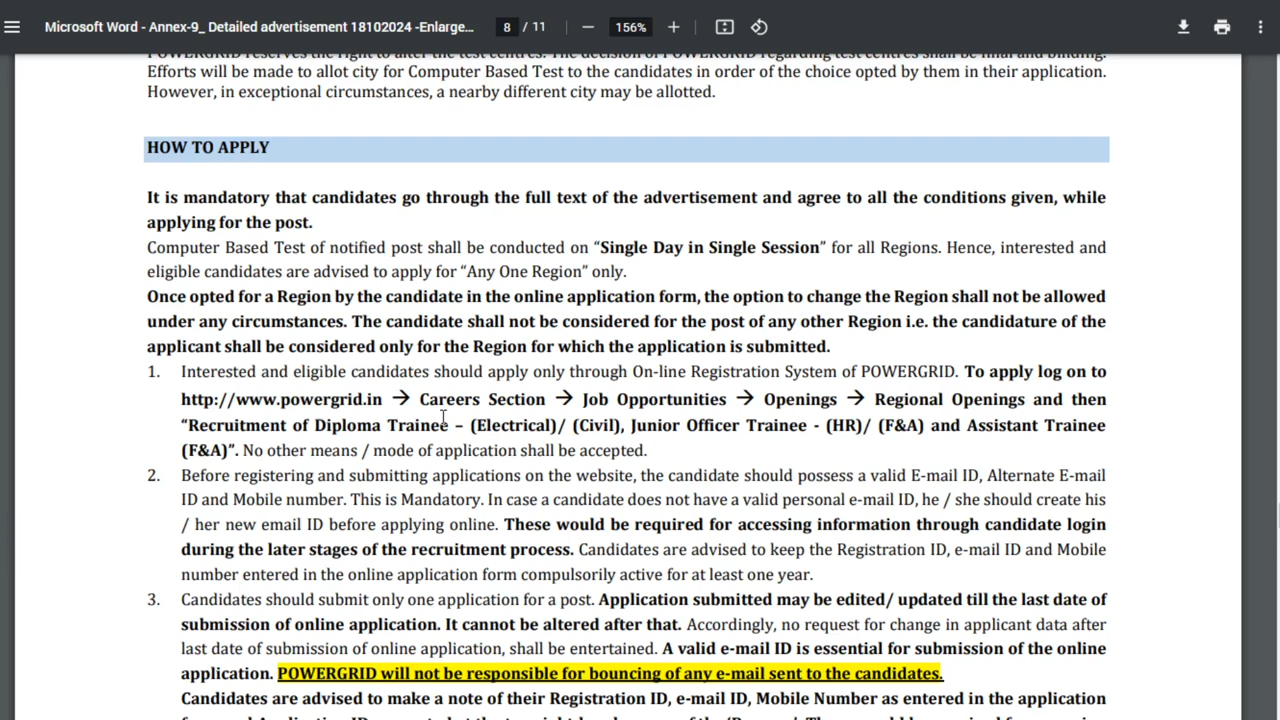 Microsoft Word - Annex-9_ Detailed advertisement 18102024 -Enlarge... 8 / 11 156%
POWERGRID reserves the right to alter the test centres. The decision of POWERGRID regarding test centres shall be final and binding.
Efforts will be made to allot city for Computer Based Test to the candidates in order of the choice opted by them in their application.
However, in exceptional circumstances, a nearby different city may be allotted.
HOW TO APPLY
It is mandatory that candidates go through the full text of the advertisement and agree to all the conditions given, while
applying for the post.
Computer Based Test of notified post shall be conducted on “Single Day in Single Session” for all Regions. Hence, interested and
eligible candidates are advised to apply for “Any One Region” only.
Once opted for a Region by the candidate in the online application form, the option to change the Region shall not be allowed
under any circumstances. The candidate shall not be considered for the post of any other Region i.e. the candidature of the
applicant shall be considered only for the Region for which the application is submitted.
1. Interested and eligible candidates should apply only through On-line Registration System of POWERGRID. To apply log on to
http://www.powergrid.in → Careers Section → Job Opportunities → Openings → Regional Openings and then
“Recruitment of Diploma Trainee – (Electrical)/ (Civil), Junior Officer Trainee - (HR)/ (F&A) and Assistant Trainee
(F&A)”. No other means / mode of application shall be accepted.
2. Before registering and submitting applications on the website, the candidate should possess a valid E-mail ID, Alternate E-mail
ID and Mobile number. This is Mandatory. In case a candidate does not have a valid personal e-mail ID, he / she should create his
/ her new email ID before applying online. These would be required for accessing information through candidate login
during the later stages of the recruitment process. Candidates are advised to keep the Registration ID, e-mail ID and Mobile
number entered in the online application form compulsorily active for at least one year.
3. Candidates should submit only one application for a post. Application submitted may be edited/ updated till the last date of
submission of online application. It cannot be altered after that. Accordingly, no request for change in applicant data after
last date of submission of online application, shall be entertained. A valid e-mail ID is essential for submission of the online
application. POWERGRID will not be responsible for bouncing of any e-mail sent to the candidates.
Candidates are advised to make a note of their Registration ID, e-mail ID, Mobile Number as entered in the application